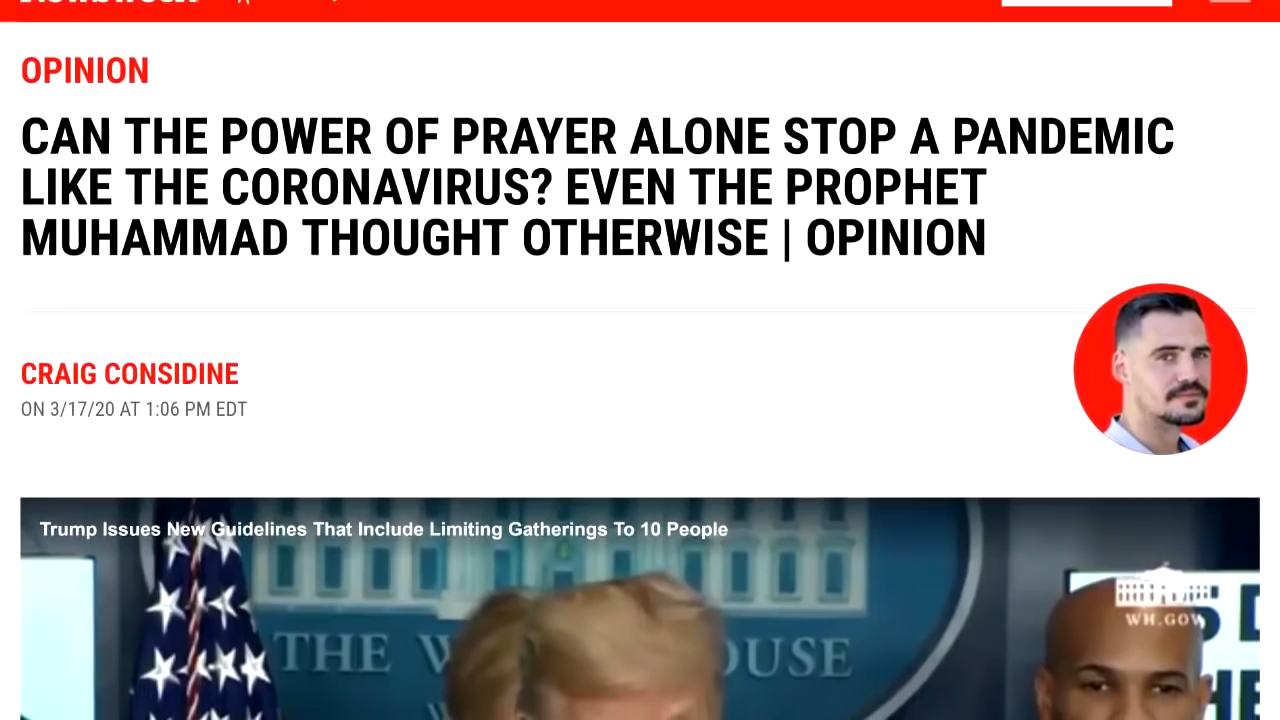 OPINION
CAN THE POWER OF PRAYER ALONE STOP A PANDEMIC
LIKE THE CORONAVIRUS? EVEN THE PROPHET
MUHAMMAD THOUGHT OTHERWISE | OPINION
CRAIG CONSIDINE
ON 3/17/20 AT 1:06 PM EDT
Trump Issues New Guidelines That Include Limiting Gatherings To 10 People
WH.GOV
THE